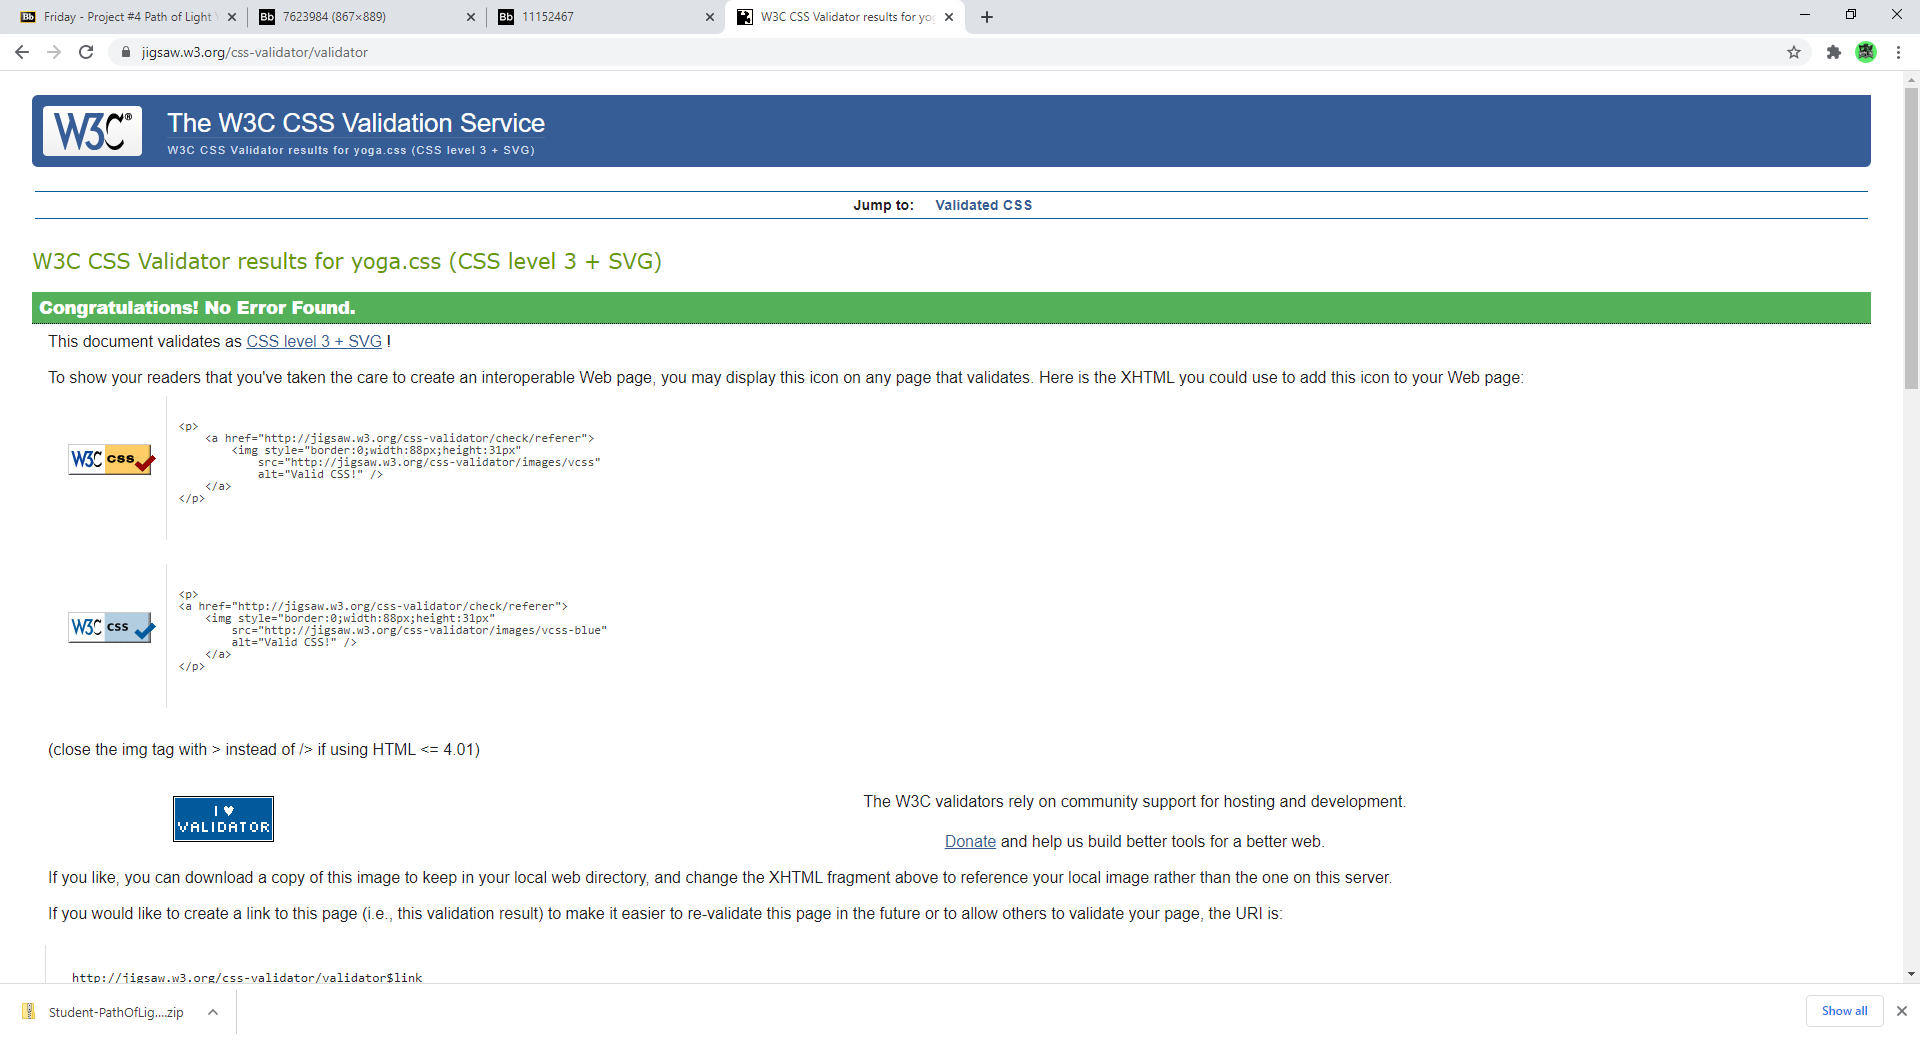 Friday - Project #4 Path of Light
7623984 (867×889)
11152467
W3C CSS Validator results for yog
jigsaw.w3.org/css-validator/validator
W3C®
The W3C CSS Validation Service
W3C CSS Validator results for yoga.css (CSS level 3 + SVG)
Jump to: Validated CSS
W3C CSS Validator results for yoga.css (CSS level 3 + SVG)
Congratulations! No Error Found.
This document validates as CSS level 3 + SVG !
To show your readers that you've taken the care to create an interoperable Web page, you may display this icon on any page that validates. Here is the XHTML you could use to add this icon to your Web page:
W3C css
<p>
<a href="http://jigsaw.w3.org/css-validator/check/referer">
<img style="border:0;width:88px;height:31px"
src="http://jigsaw.w3.org/css-validator/images/vcss"
alt="Valid CSS!" />
</a>
</p>
W3C css
<p>
<a href="http://jigsaw.w3.org/css-validator/check/referer">
<img style="border:0;width:88px;height:31px"
src="http://jigsaw.w3.org/css-validator/images/vcss-blue"
alt="Valid CSS!" />
</a>
</p>
(close the img tag with > instead of /> if using HTML <= 4.01)
I ♥
VALIDATOR
The W3C validators rely on community support for hosting and development.
Donate and help us build better tools for a better web.
If you like, you can download a copy of this image to keep in your local web directory, and change the XHTML fragment above to reference your local image rather than the one on this server.
If you would like to create a link to this page (i.e., this validation result) to make it easier to re-validate this page in the future or to allow others to validate your page, the URI is:
http://jigsaw.w3.org/css-validator/validator$link
Student-PathOfLig....zip
Show all